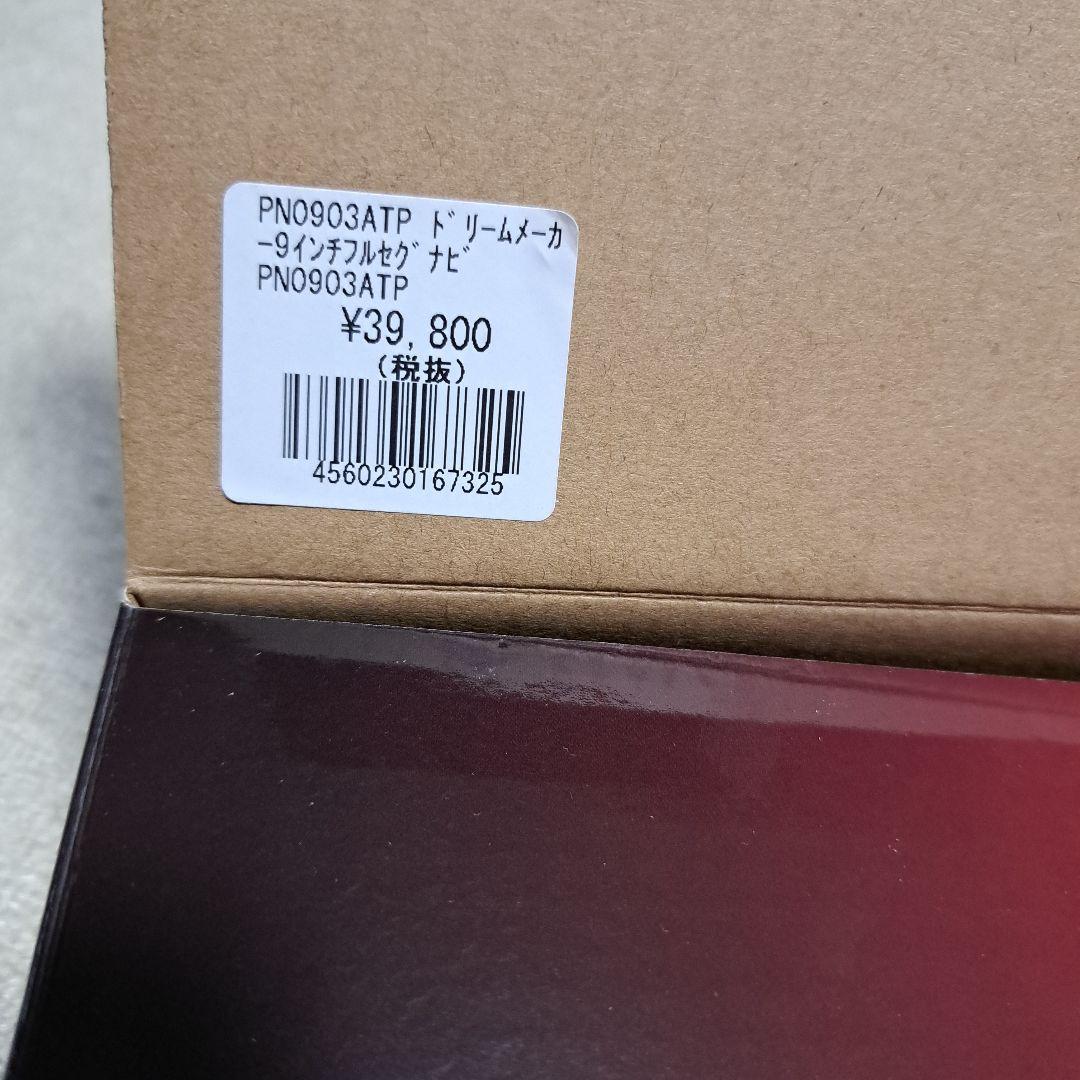 PN0903ATP ﾄﾞﾘｰﾑﾒｰｶ
ｰ9ｲﾝﾁﾌﾙｾｸﾞﾅﾋﾞ
PN0903ATP
¥39,800
(税抜)
4560230167325